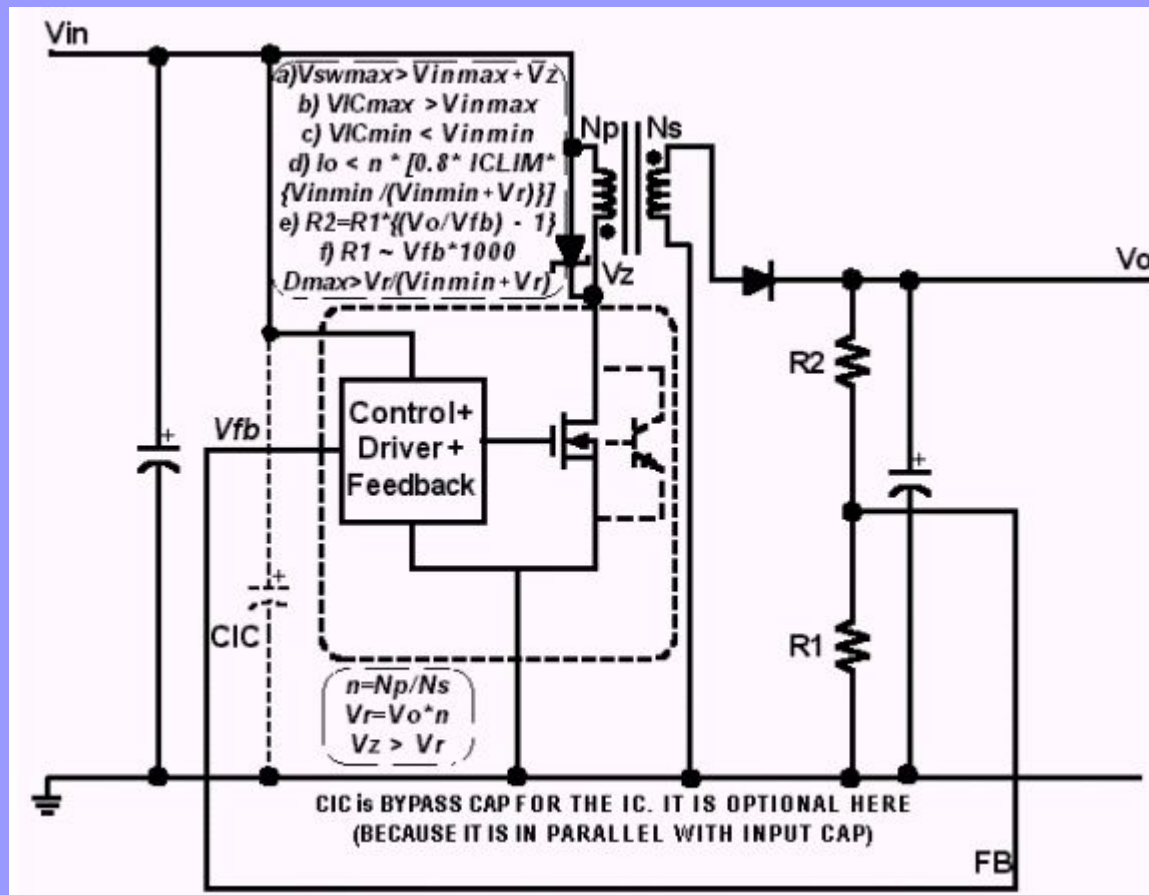 Vin
a)Vswmax> Vinmax+Vz
b) VICmax >Vinmax
c) VICmin < Vinmin
d) Io < n * [0.8* ICLIM*
{Vinmin /(Vinmin+Vr)}]
e) R2=R1*{(Vo/Vfb) - 1}
f) R1 ~ Vfb*1000
Dmax>Vr/(Vinmin+Vr)
Np
Ns
Vz
Vo
R2
Control+
Driver+
Feedback
Vfb
+
+
+
CIC
R1
n=Np/Ns
Vr=Vo*n
Vz > Vr
CIC is BYPASS CAP FOR THE IC. IT IS OPTIONAL HERE
(BECAUSE IT IS IN PARALLEL WITH INPUT CAP)
FB